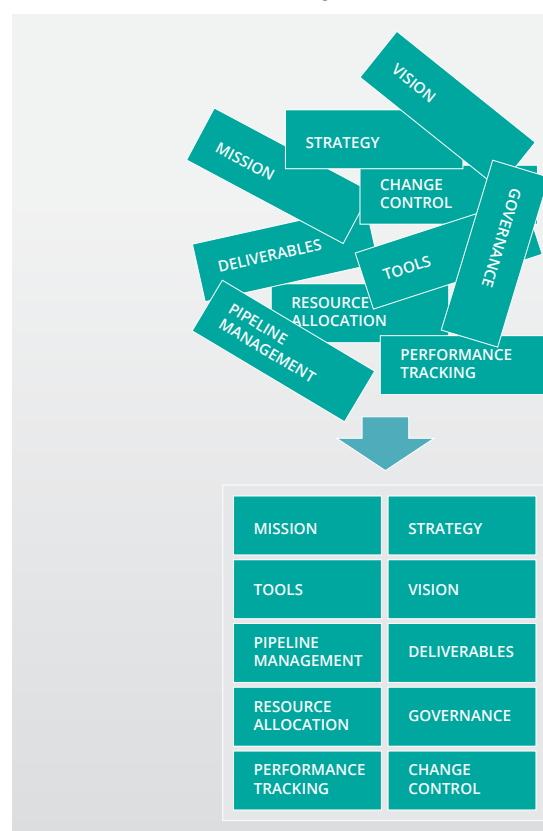 VISION
STRATEGY
MISSION
CHANGE
CONTROL
GOVERNANCE
DELIVERABLES
TOOLS
RESOURCE
ALLOCATION
PIPELINE
MANAGEMENT
PERFORMANCE
TRACKING
MISSION
STRATEGY
TOOLS
VISION
PIPELINE
MANAGEMENT
DELIVERABLES
RESOURCE
ALLOCATION
GOVERNANCE
PERFORMANCE
TRACKING
CHANGE
CONTROL